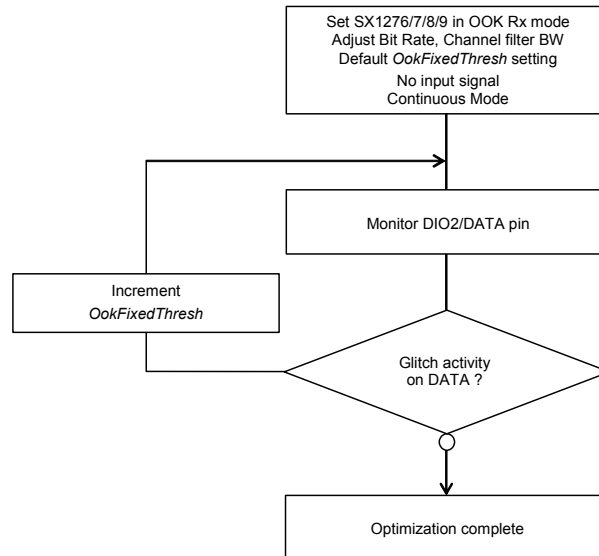 Set SX1276/7/8/9 in OOK Rx mode
Adjust Bit Rate, Channel filter BW
Default OokFixedThresh setting
No input signal
Continuous Mode
Monitor DIO2/DATA pin
Increment
OokFixedThresh
Glitch activity
on DATA ?
Optimization complete